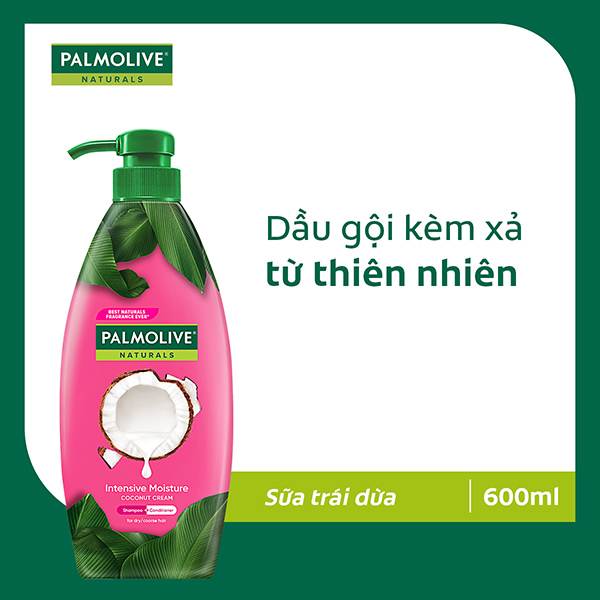 PALMOLIVE
NATURALS
Dầu gội kèm xả
từ thiên nhiên
BEST NATURALS
FRAGRANCE EVER*
PALMOLIVE
NATURALS
Intensive Moisture
COCONUT CREAM
Shampoo + Conditioner
for dry/coarse hair
Sữa trái dừa
600ml